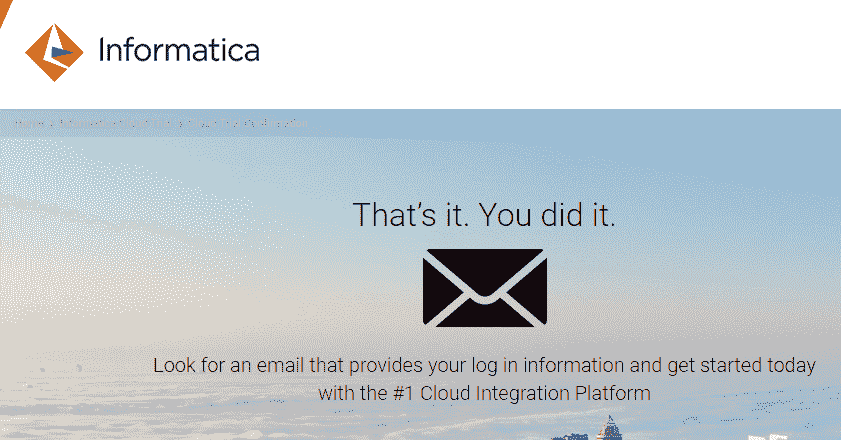 Informatica
That's it. You did it.
Look for an email that provides your log in information and get started today
with the #1 Cloud Integration Platform